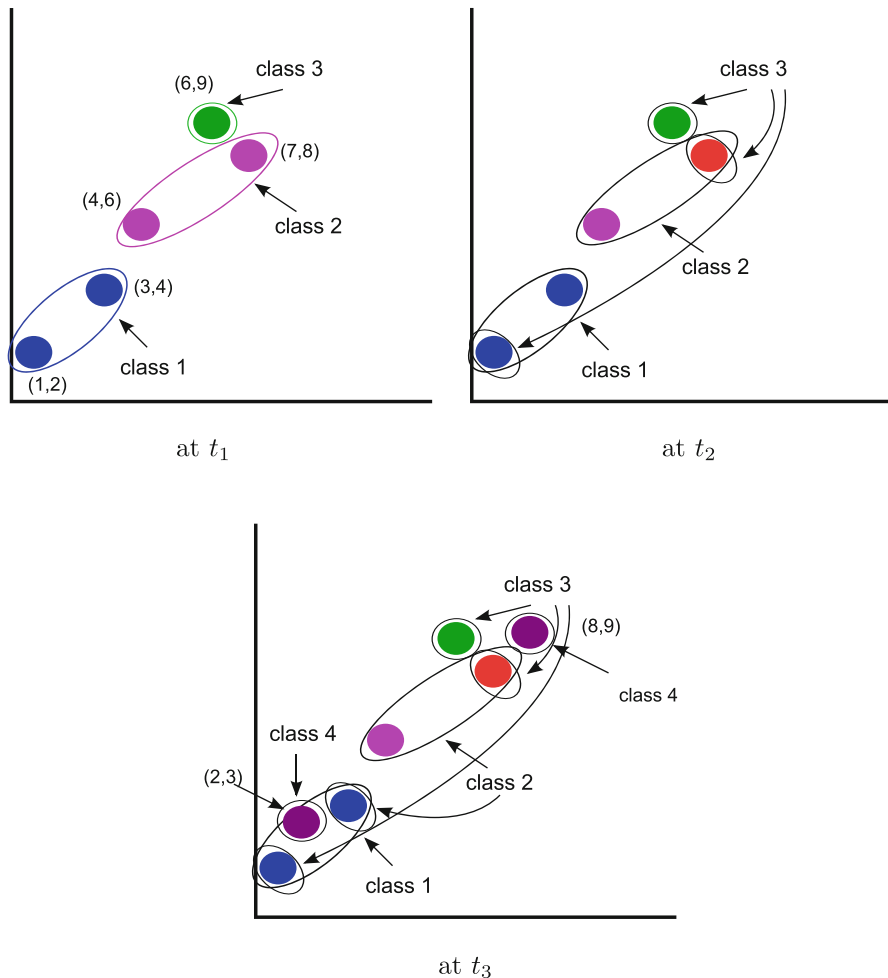 class 3
(6,9)
(7,8)
(4,6)
class 2
(3,4)
class 1
(1,2)
at t1
class 3
class 2
class 1
at t2
class 3
(8,9)
class 4
class 4
(2,3)
class 2
class 1
at t3